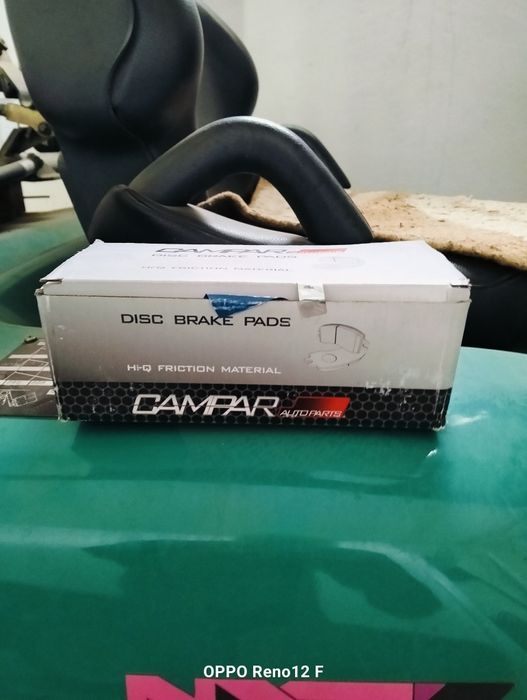 CAMPAR
DISC BRAKE PADS
HI-Q FRICTION MATERIAL
DISC BRAKE PADS
HI-Q FRICTION MATERIAL
CAMPAR AUTO PARTS
OPPO Reno12 F